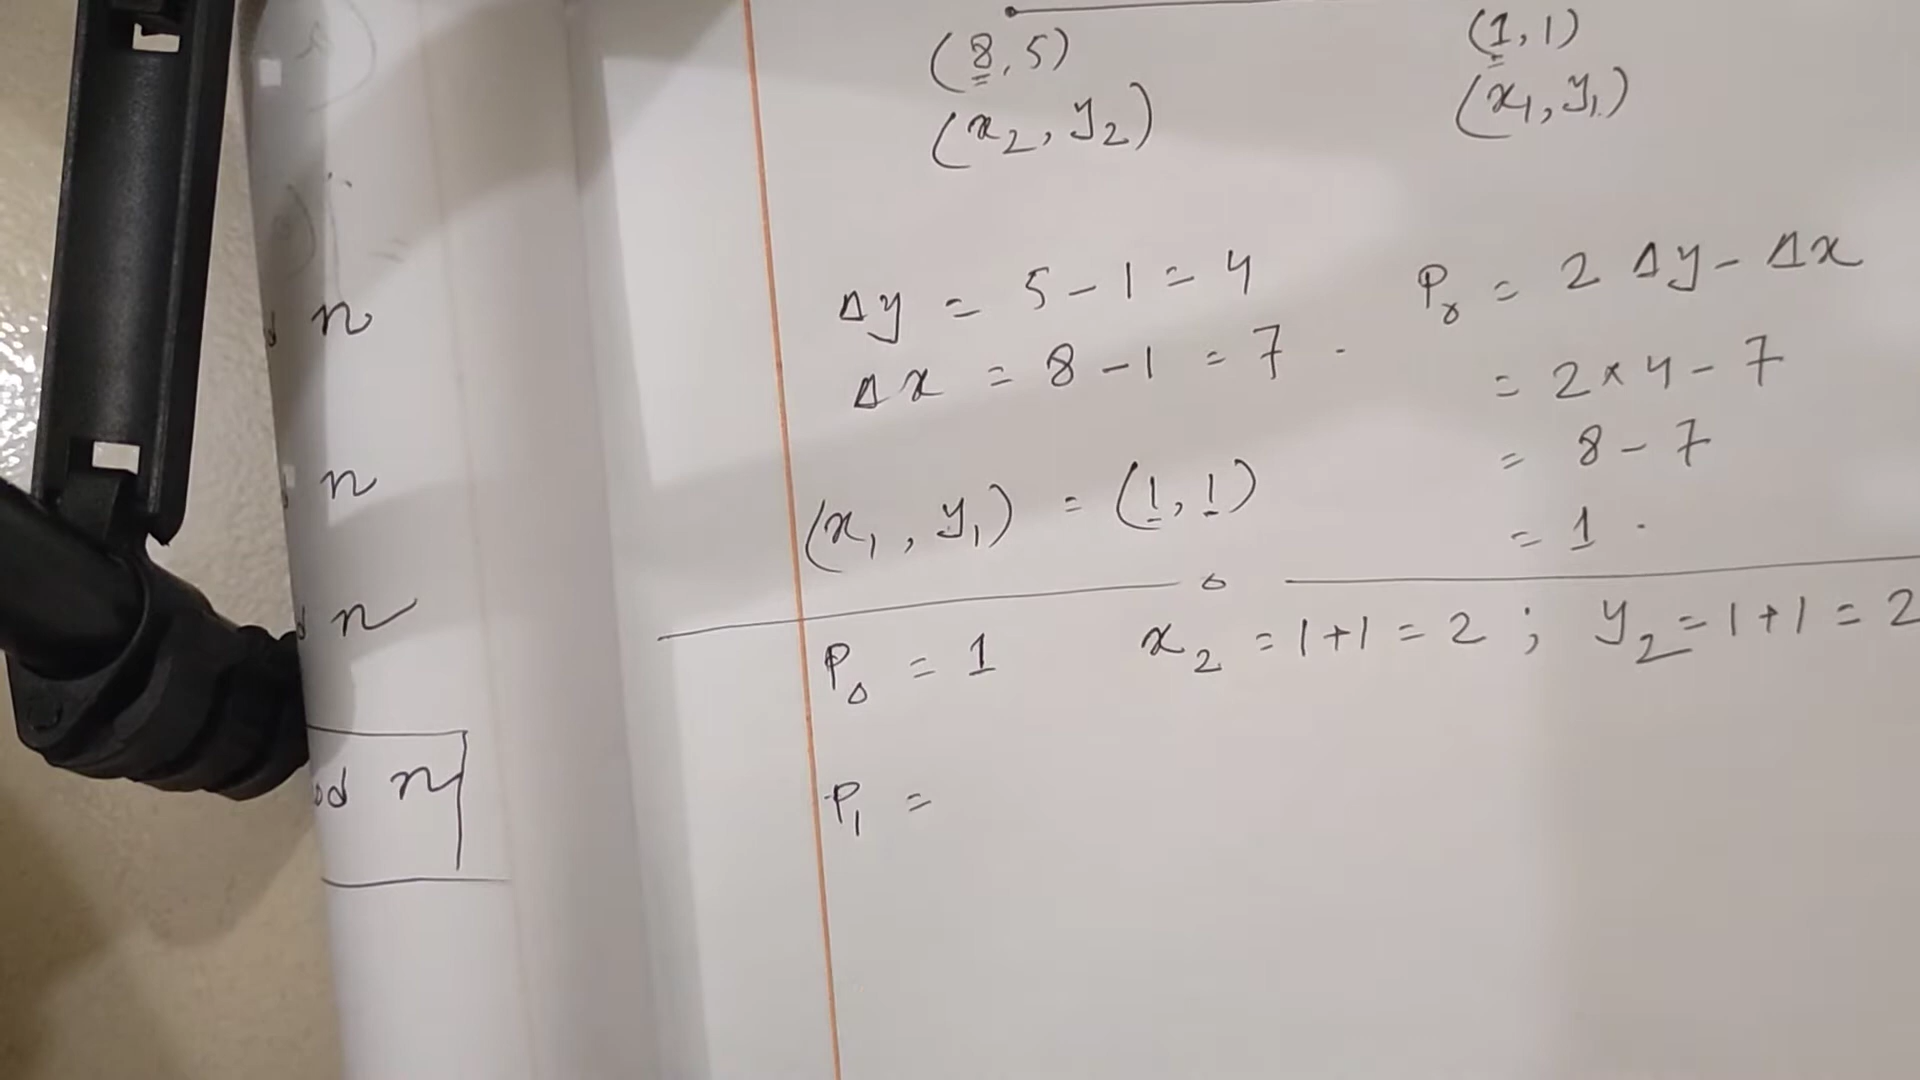 (8, 5)
(x₂, y₂)
(1, 1)
(x₁, y₁)
Δy = 5 - 1 = 4
Δx = 8 - 1 = 7 .
(x₁, y₁) = (1, 1)
P₀ = 2 Δy - Δx
= 2 × 4 - 7
= 8 - 7
= 1 .
P₀ = 1 x₂ = 1+1 = 2 ; y₂ = 1+1 = 2
P₁ =
n
n
n
od n